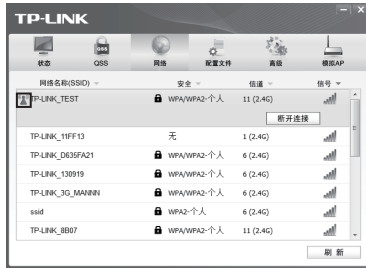 TP-LINK
状态 QSS 网络 配置文件 高级 模拟AP
网络名称(SSID) 安全 信道 信号
TP-LINK_TEST WPA/WPA2-个人 11 (2.4G)
断开连接
TP-LINK_11FF13 无 1 (2.4G)
TP-LINK_D635FA21 WPA/WPA2-个人 6 (2.4G)
TP-LINK_130919 WPA/WPA2-个人 6 (2.4G)
TP-LINK_3G_MANNN WPA/WPA2-个人 6 (2.4G)
ssid WPA2-个人 6 (2.4G)
TP-LINK_8B07 WPA/WPA2-个人 11 (2.4G)
刷 新